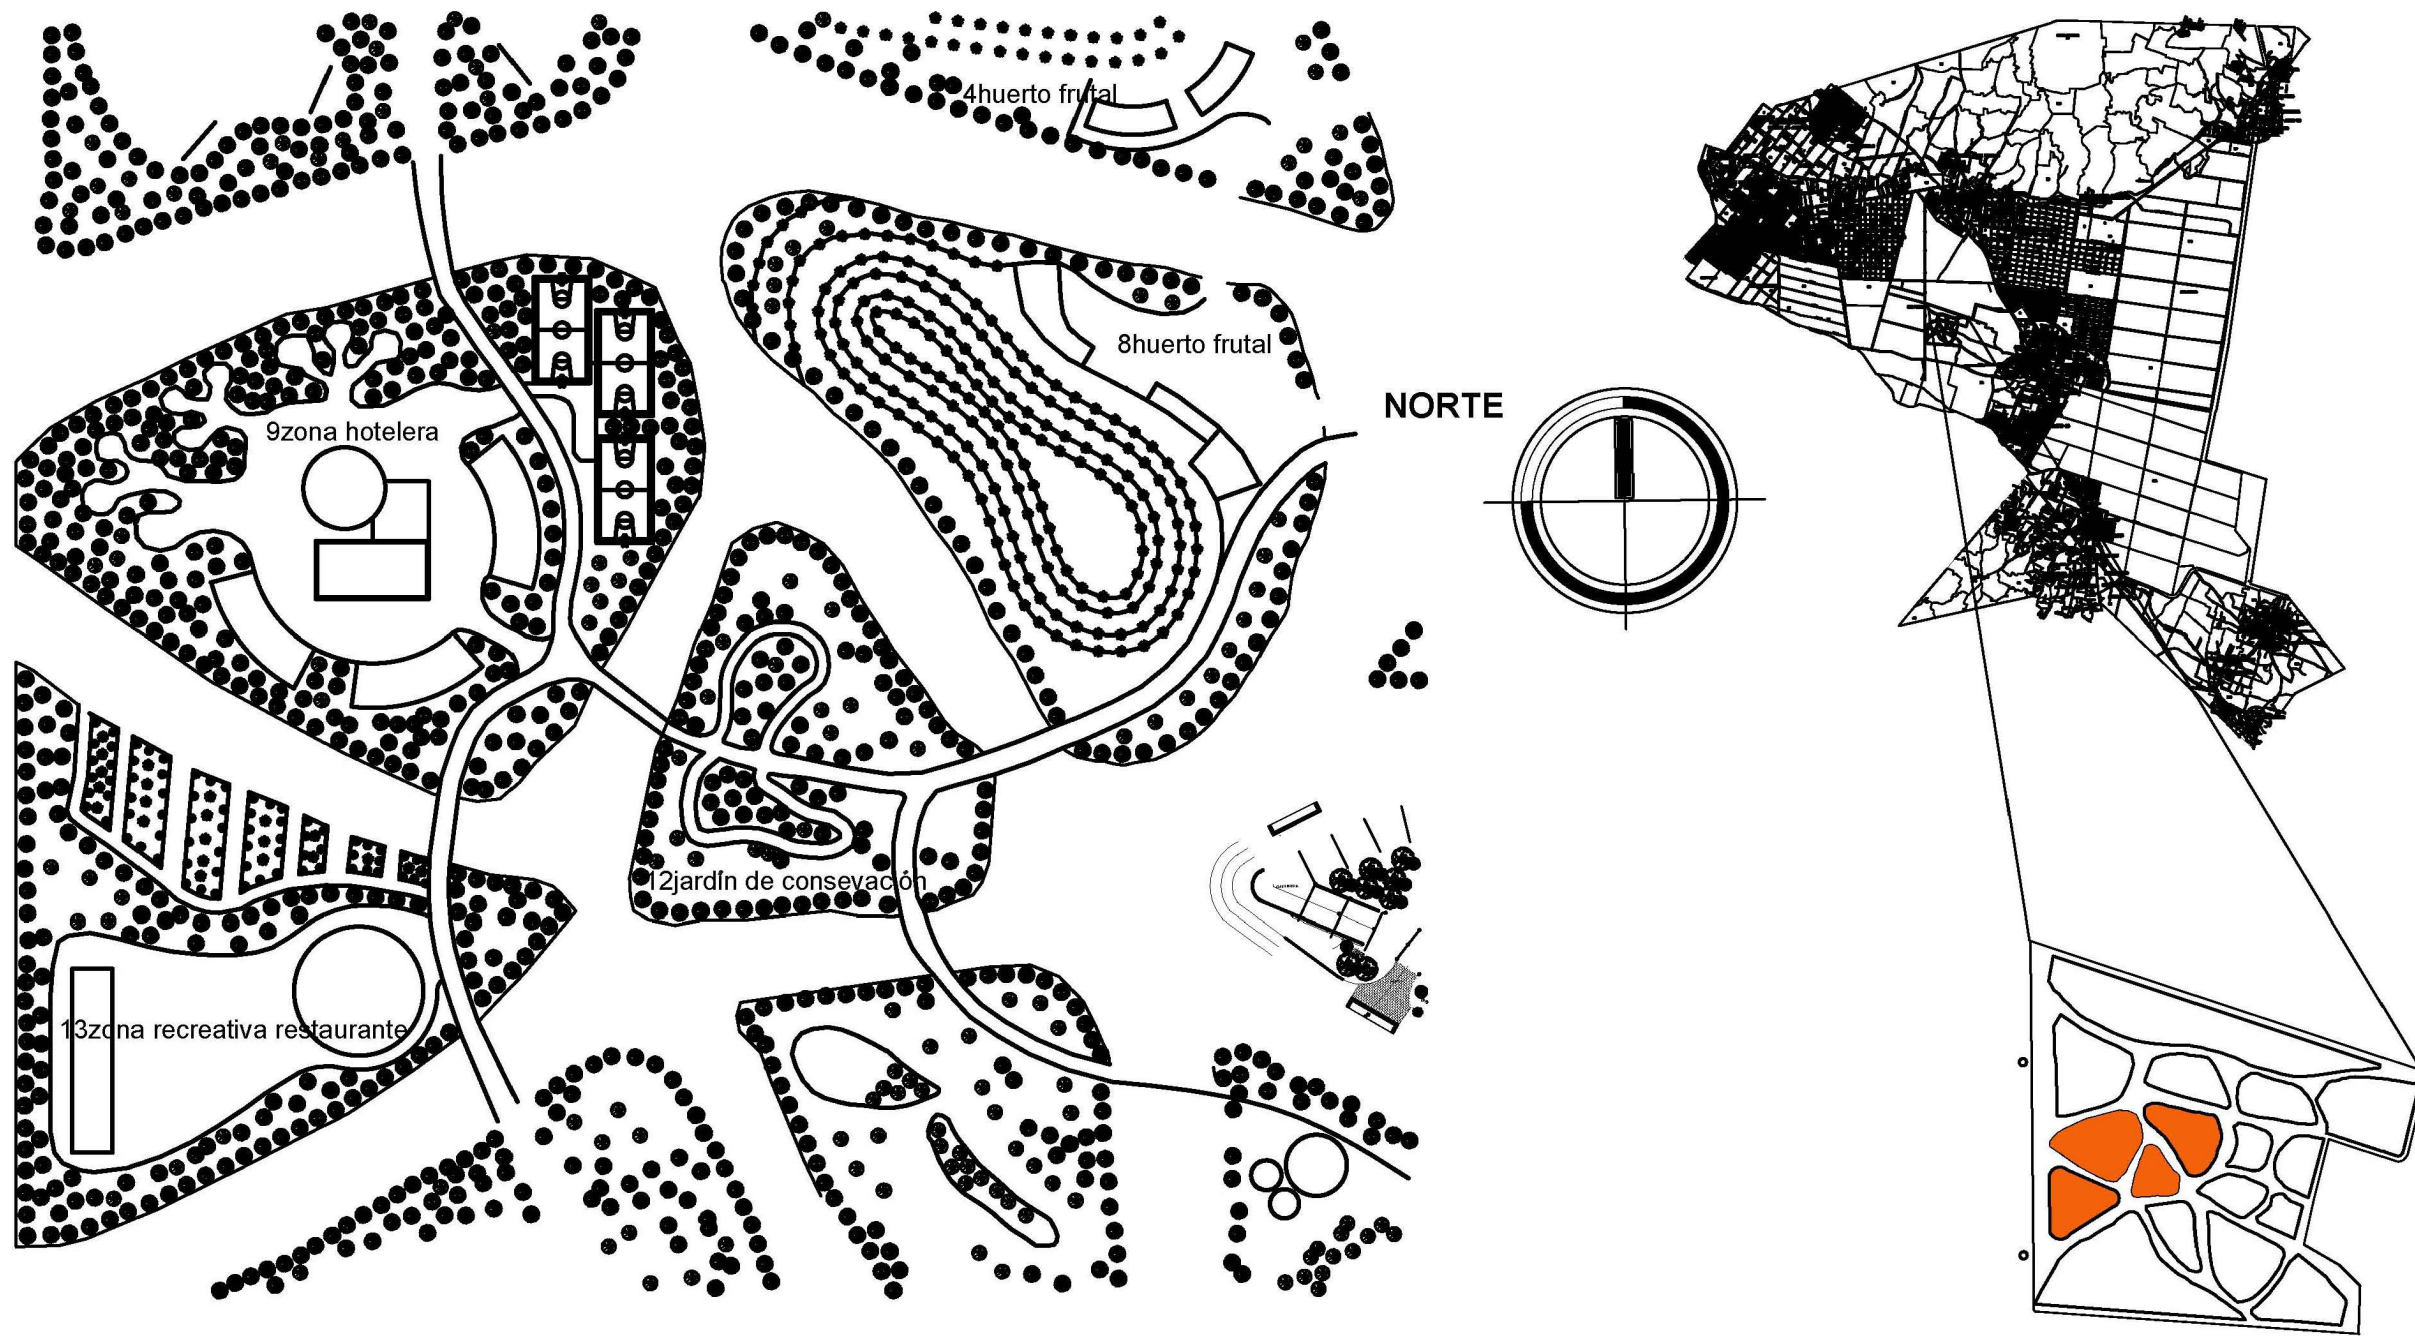 4huerto frutal
8huerto frutal
NORTE
9zona hotelera
12jardín de consevación
13zona recreativa restaurante